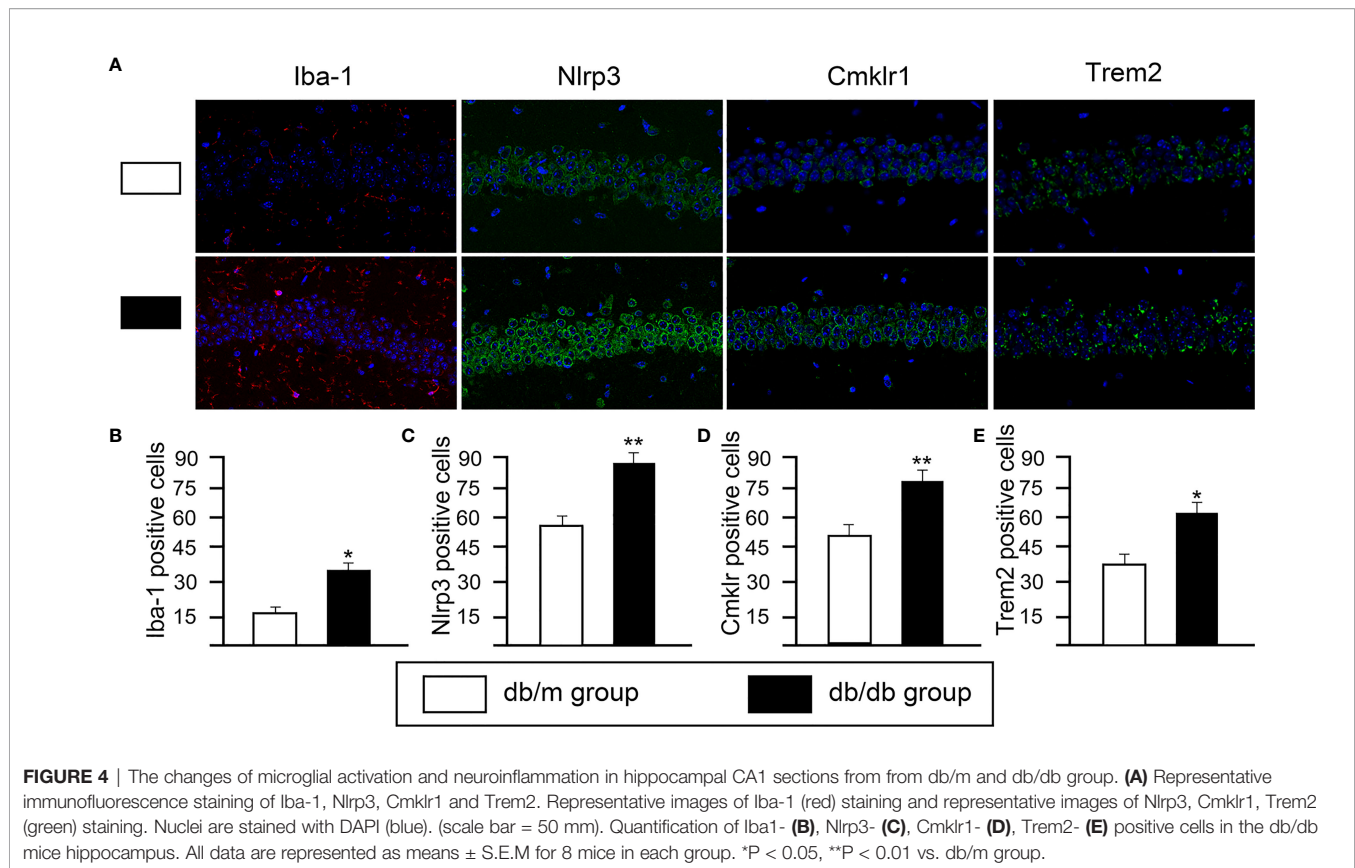 A
Iba-1
Nlrp3
Cmklr1
Trem2
B
Iba-1 positive cells
90
75
60
45
30
15
*
C
Nlrp3 positive cells
90
75
60
45
30
15
**
D
Cmklr positive cells
90
75
60
45
30
15
**
E
Trem2 positive cells
90
75
60
45
30
15
*
db/m group
db/db group
FIGURE 4 | The changes of microglial activation and neuroinflammation in hippocampal CA1 sections from from db/m and db/db group. (A) Representative
immunofluorescence staining of Iba-1, Nlrp3, Cmklr1 and Trem2. Representative images of Iba-1 (red) staining and representative images of Nlrp3, Cmklr1, Trem2
(green) staining. Nuclei are stained with DAPI (blue). (scale bar = 50 mm). Quantification of Iba1- (B), Nlrp3- (C), Cmklr1- (D), Trem2- (E) positive cells in the db/db
mice hippocampus. All data are represented as means ± S.E.M for 8 mice in each group. *P < 0.05, **P < 0.01 vs. db/m group.